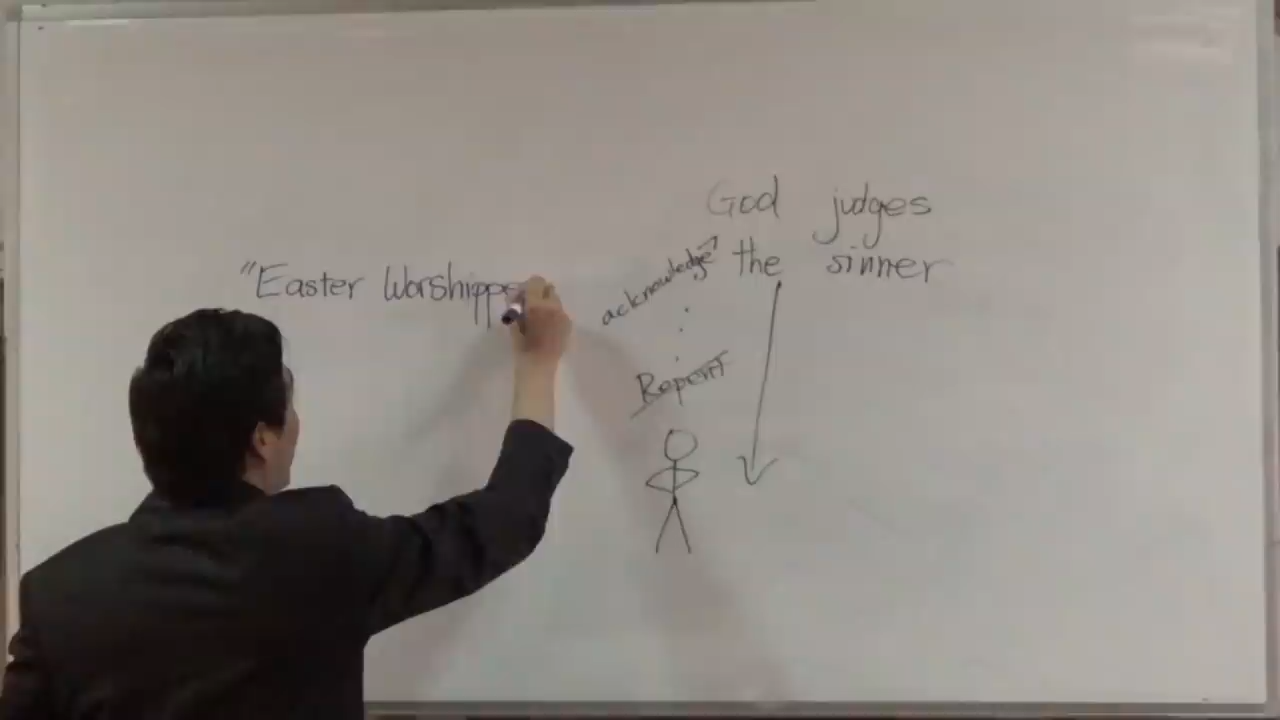 "Easter Worshippe
God judges
the sinner
acknowledge
Repent